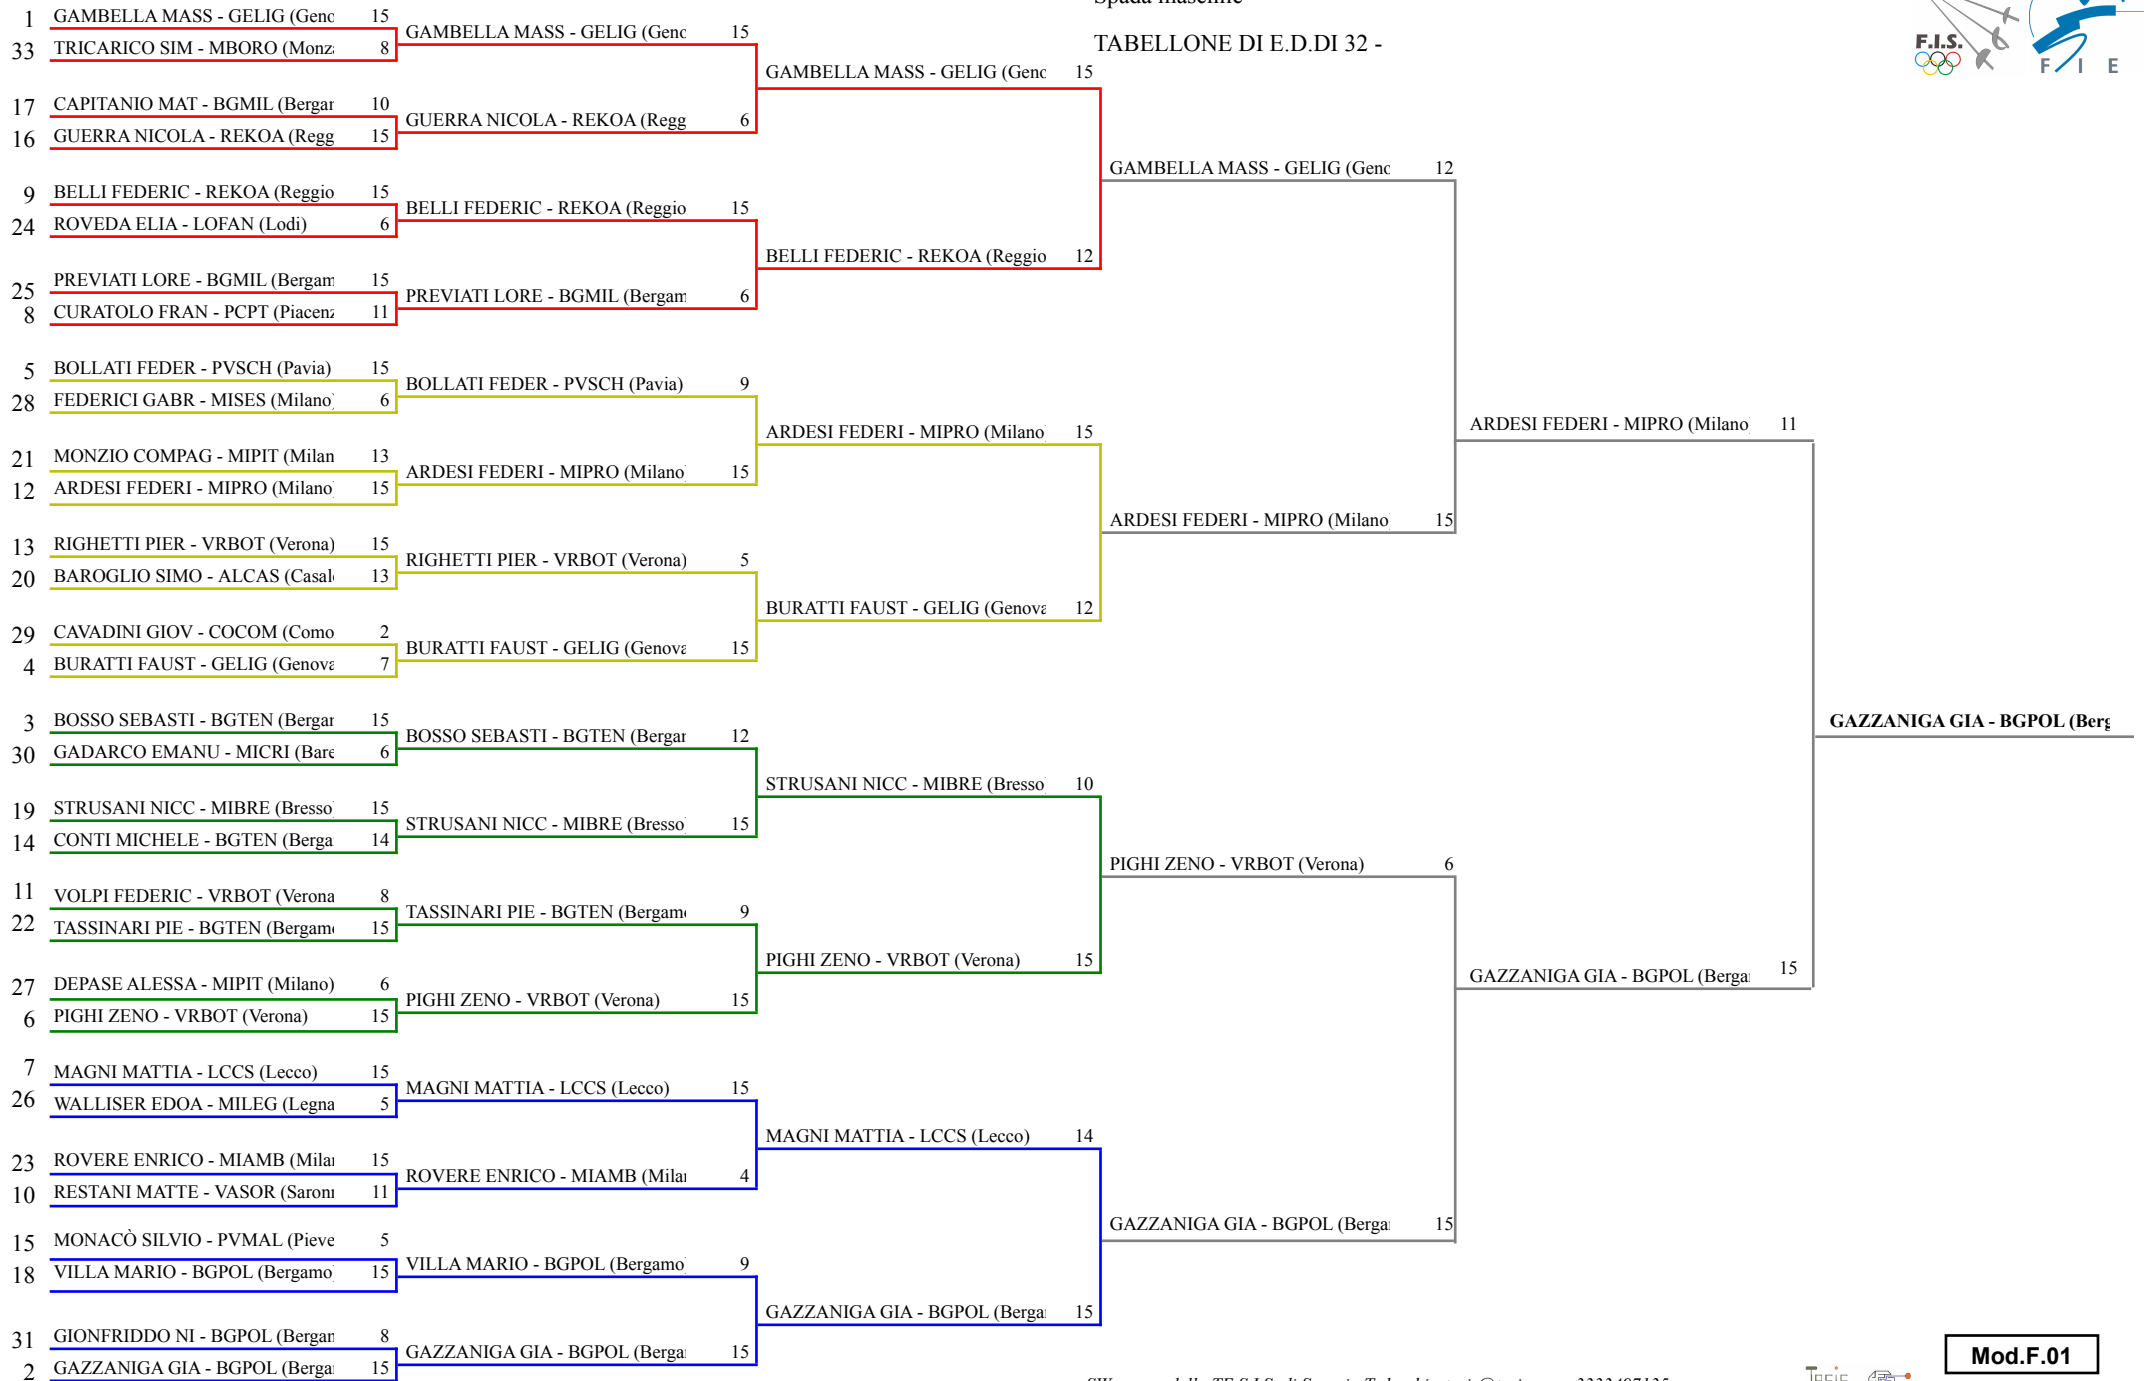 Spada maschile
TABELLONE DI E.D.DI 32 -
F.I.S.
F I E
1 GAMBELLA MASS - GELIG (Geno 15
33 TRICARICO SIM - MBORO (Monz 8
17 CAPITANIO MAT - BGMIL (Bergar 10
16 GUERRA NICOLA - REKOA (Regg 15
9 BELLI FEDERIC - REKOA (Reggio 15
24 ROVEDA ELIA - LOFAN (Lodi) 6
25 PREVIATI LORE - BGMIL (Bergam 15
8 CURATOLO FRAN - PCPT (Piacenz 11
5 BOLLATI FEDER - PVSCH (Pavia) 15
28 FEDERICI GABR - MISES (Milano) 6
21 MONZIO COMPAG - MIPIT (Milan 13
12 ARDESI FEDERI - MIPRO (Milano) 15
13 RIGHETTI PIER - VRBOT (Verona) 15
20 BAROGLIO SIMO - ALCAS (Casal 13
29 CAVADINI GIOV - COCOM (Como 2
4 BURATTI FAUST - GELIG (Genova 7
3 BOSSO SEBASTI - BGTEN (Bergar 15
30 GADARCO EMANU - MICRI (Bare 6
19 STRUSANI NICC - MIBRE (Bresso) 15
14 CONTI MICHELE - BGTEN (Berga 14
11 VOLPI FEDERIC - VRBOT (Verona 8
22 TASSINARI PIE - BGTEN (Bergam 15
27 DEPASE ALESSA - MIPIT (Milano) 6
6 PIGHI ZENO - VRBOT (Verona) 15
7 MAGNI MATTIA - LCCS (Lecco) 15
26 WALLISER EDOA - MILEG (Legna 5
23 ROVERE ENRICO - MIAMB (Mila 15
10 RESTANI MATTE - VASOR (Saron 11
15 MONACÒ SILVIO - PVMAL (Pieve 5
18 VILLA MARIO - BGPOL (Bergamo) 15
31 GIONFRIDDO NI - BGPOL (Bergan 8
2 GAZZANIGA GIA - BGPOL (Berga 15
GAMBELLA MASS - GELIG (Geno 15
GUERRA NICOLA - REKOA (Regg 6
BELLI FEDERIC - REKOA (Reggio 15
PREVIATI LORE - BGMIL (Bergam 6
BOLLATI FEDER - PVSCH (Pavia) 9
ARDESI FEDERI - MIPRO (Milano) 15
RIGHETTI PIER - VRBOT (Verona) 5
BURATTI FAUST - GELIG (Genova 15
BOSSO SEBASTI - BGTEN (Bergar 12
STRUSANI NICC - MIBRE (Bresso) 15
TASSINARI PIE - BGTEN (Bergam 9
PIGHI ZENO - VRBOT (Verona) 15
MAGNI MATTIA - LCCS (Lecco) 15
ROVERE ENRICO - MIAMB (Mila 4
VILLA MARIO - BGPOL (Bergamo) 9
GAZZANIGA GIA - BGPOL (Berga 15
GAMBELLA MASS - GELIG (Geno 15
BELLI FEDERIC - REKOA (Reggio 12
ARDESI FEDERI - MIPRO (Milano 15
BURATTI FAUST - GELIG (Genova 12
STRUSANI NICC - MIBRE (Bresso) 10
PIGHI ZENO - VRBOT (Verona) 15
MAGNI MATTIA - LCCS (Lecco) 14
GAZZANIGA GIA - BGPOL (Berga 15
GAMBELLA MASS - GELIG (Geno 12
ARDESI FEDERI - MIPRO (Milano) 15
PIGHI ZENO - VRBOT (Verona) 6
GAZZANIGA GIA - BGPOL (Berga 15
ARDESI FEDERI - MIPRO (Milano) 11
GAZZANIGA GIA - BGPOL (Berga 15
GAZZANIGA GIA - BGPOL (Berg
Mod.F.01